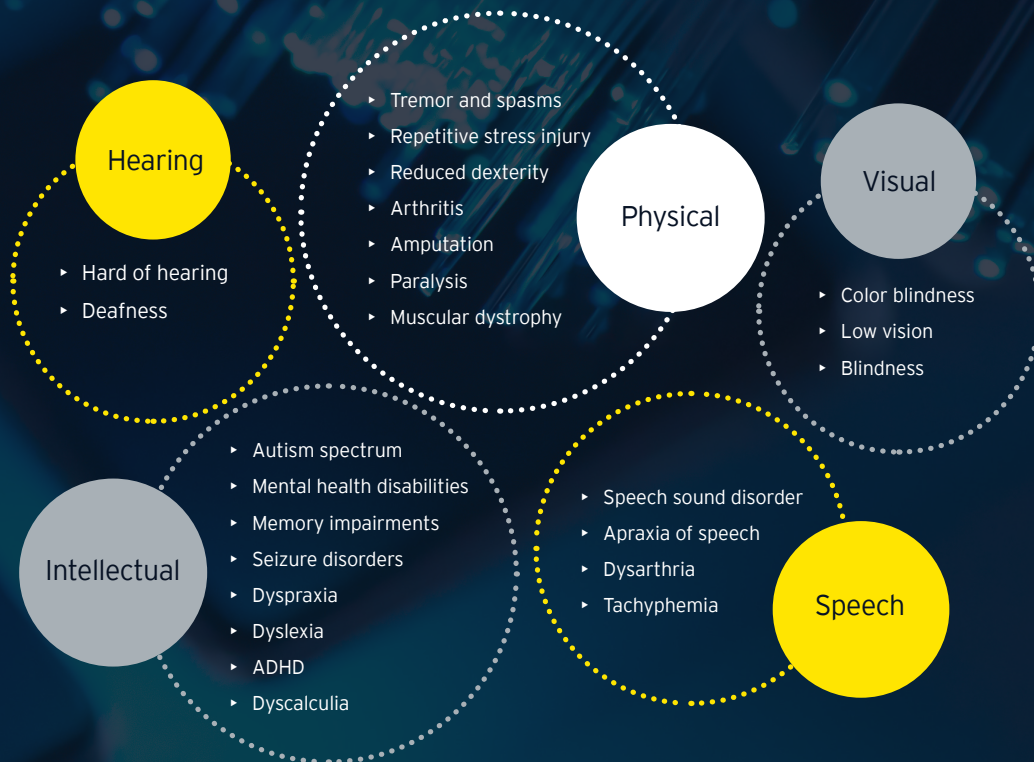 Hearing
▸ Hard of hearing
▸ Deafness
Physical
▸ Tremor and spasms
▸ Repetitive stress injury
▸ Reduced dexterity
▸ Arthritis
▸ Amputation
▸ Paralysis
▸ Muscular dystrophy
Visual
▸ Color blindness
▸ Low vision
▸ Blindness
Intellectual
▸ Autism spectrum
▸ Mental health disabilities
▸ Memory impairments
▸ Seizure disorders
▸ Dyspraxia
▸ Dyslexia
▸ ADHD
▸ Dyscalculia
Speech
▸ Speech sound disorder
▸ Apraxia of speech
▸ Dysarthria
▸ Tachyphemia